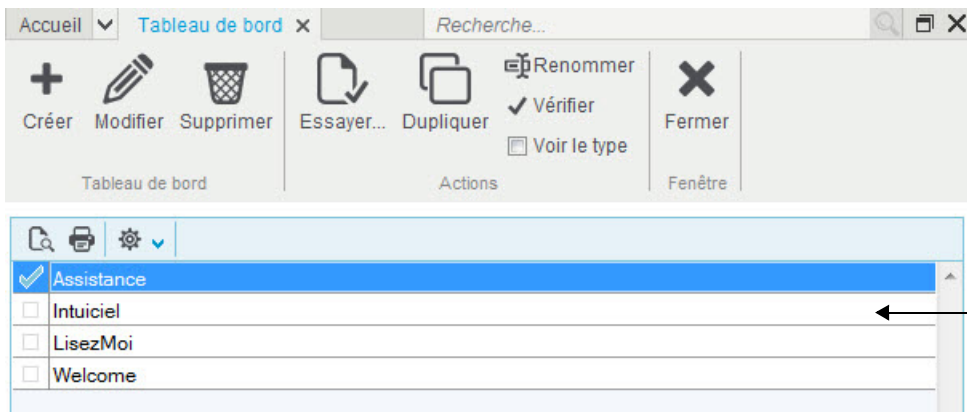 Accueil Tableau de bord Recherche...
Renommer
Vérifier
Créer Modifier Supprimer Essayer... Dupliquer Fermer
Voir le type
Tableau de bord Actions Fenêtre
Assistance
Intuiciel
LisezMoi
Welcome